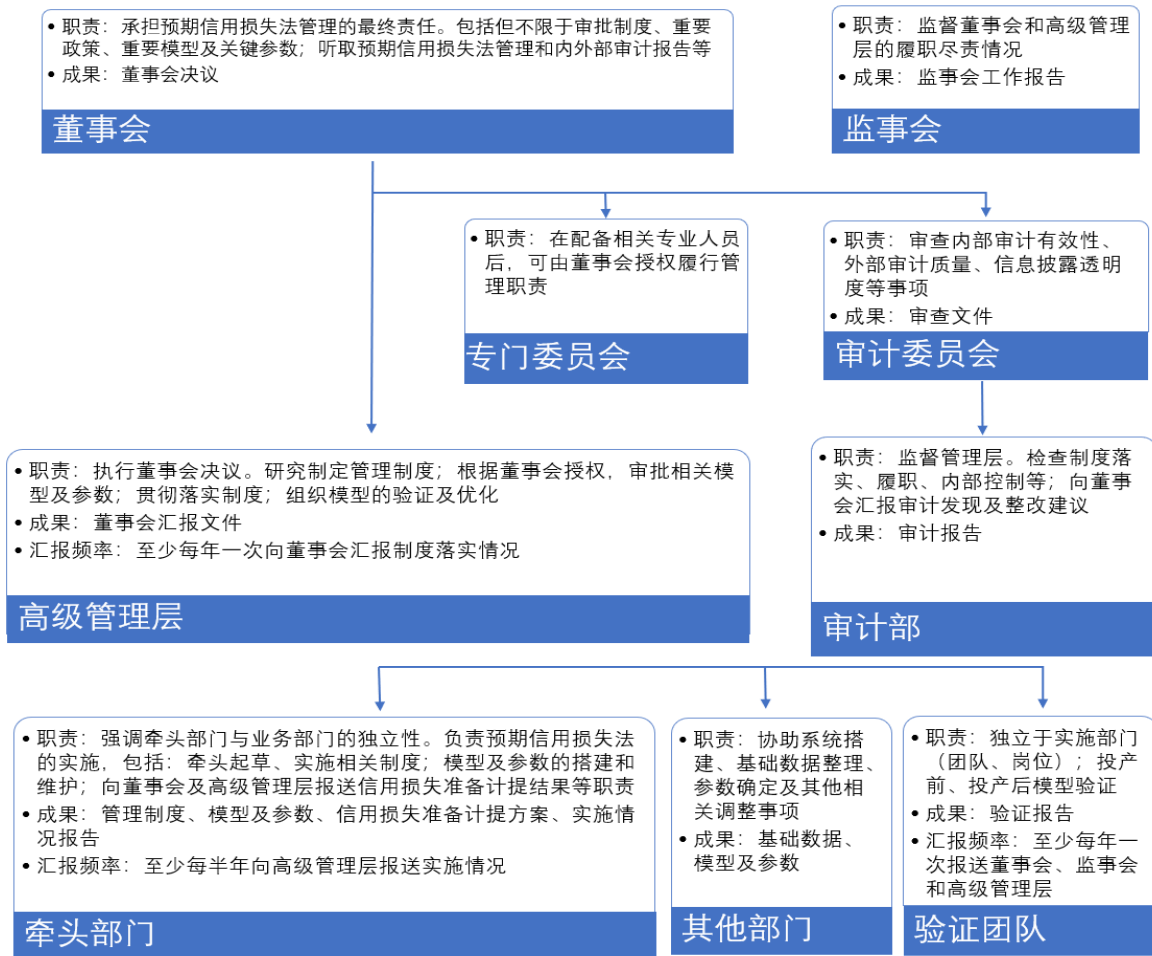 • 职责：承担预期信用损失法管理的最终责任。包括但不限于审批制度、重要
政策、重要模型及关键参数；听取预期信用损失法管理和内外部审计报告等
• 成果：董事会决议
董事会
• 职责：监督董事会和高级管理
层的履职尽责情况
• 成果：监事会工作报告
监事会
• 职责：在配备相关专业人员
后，可由董事会授权履行管
理职责
专门委员会
• 职责：审查内部审计有效性、
外部审计质量、信息披露透明
度等事项
• 成果：审查文件
审计委员会
• 职责：执行董事会决议。研究制定管理制度；根据董事会授权，审批相关模
型及参数；贯彻落实制度；组织模型的验证及优化
• 成果：董事会汇报文件
• 汇报频率：至少每年一次向董事会汇报制度落实情况
高级管理层
• 职责：监督管理层。检查制度落
实、履职、内部控制等；向董事
会汇报审计发现及整改建议
• 成果：审计报告
审计部
• 职责：强调牵头部门与业务部门的独立性。负责预期信用损失法
的实施，包括：牵头起草、实施相关制度；模型及参数的搭建和
维护；向董事会及高级管理层报送信用损失准备计提结果等职责
• 成果：管理制度、模型及参数、信用损失准备计提方案、实施情
况报告
• 汇报频率：至少每半年向高级管理层报送实施情况
牵头部门
• 职责：协助系统搭
建、基础数据整理、
参数确定及其他相
关调整事项
• 成果：基础数据、
模型及参数
其他部门
• 职责：独立于实施部门
（团队、岗位）；投产
前、投产后模型验证
• 成果：验证报告
• 汇报频率：至少每年一
次报送董事会、监事会
和高级管理层
验证团队